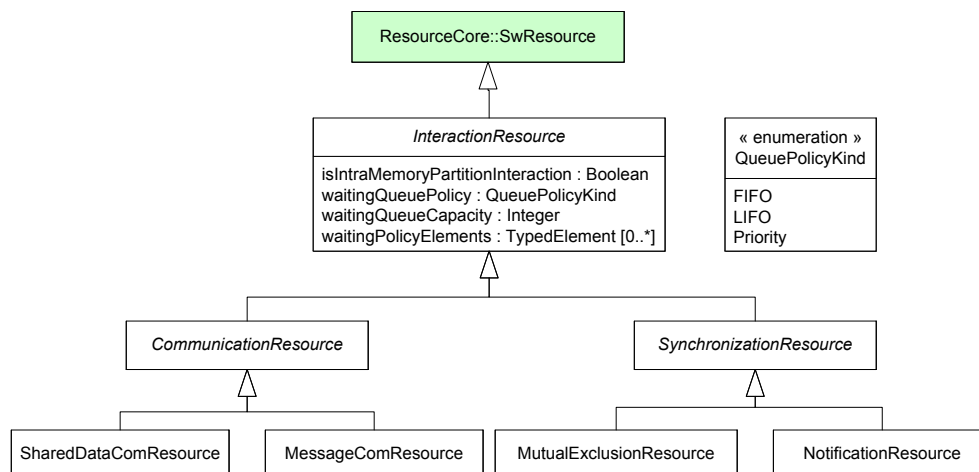 ResourceCore::SwResource
InteractionResource
isIntraMemoryPartitionInteraction : Boolean
waitingQueuePolicy : QueuePolicyKind
waitingQueueCapacity : Integer
waitingPolicyElements : TypedElement [0..*]
« enumeration »
QueuePolicyKind
FIFO
LIFO
Priority
CommunicationResource
SynchronizationResource
SharedDataComResource
MessageComResource
MutualExclusionResource
NotificationResource